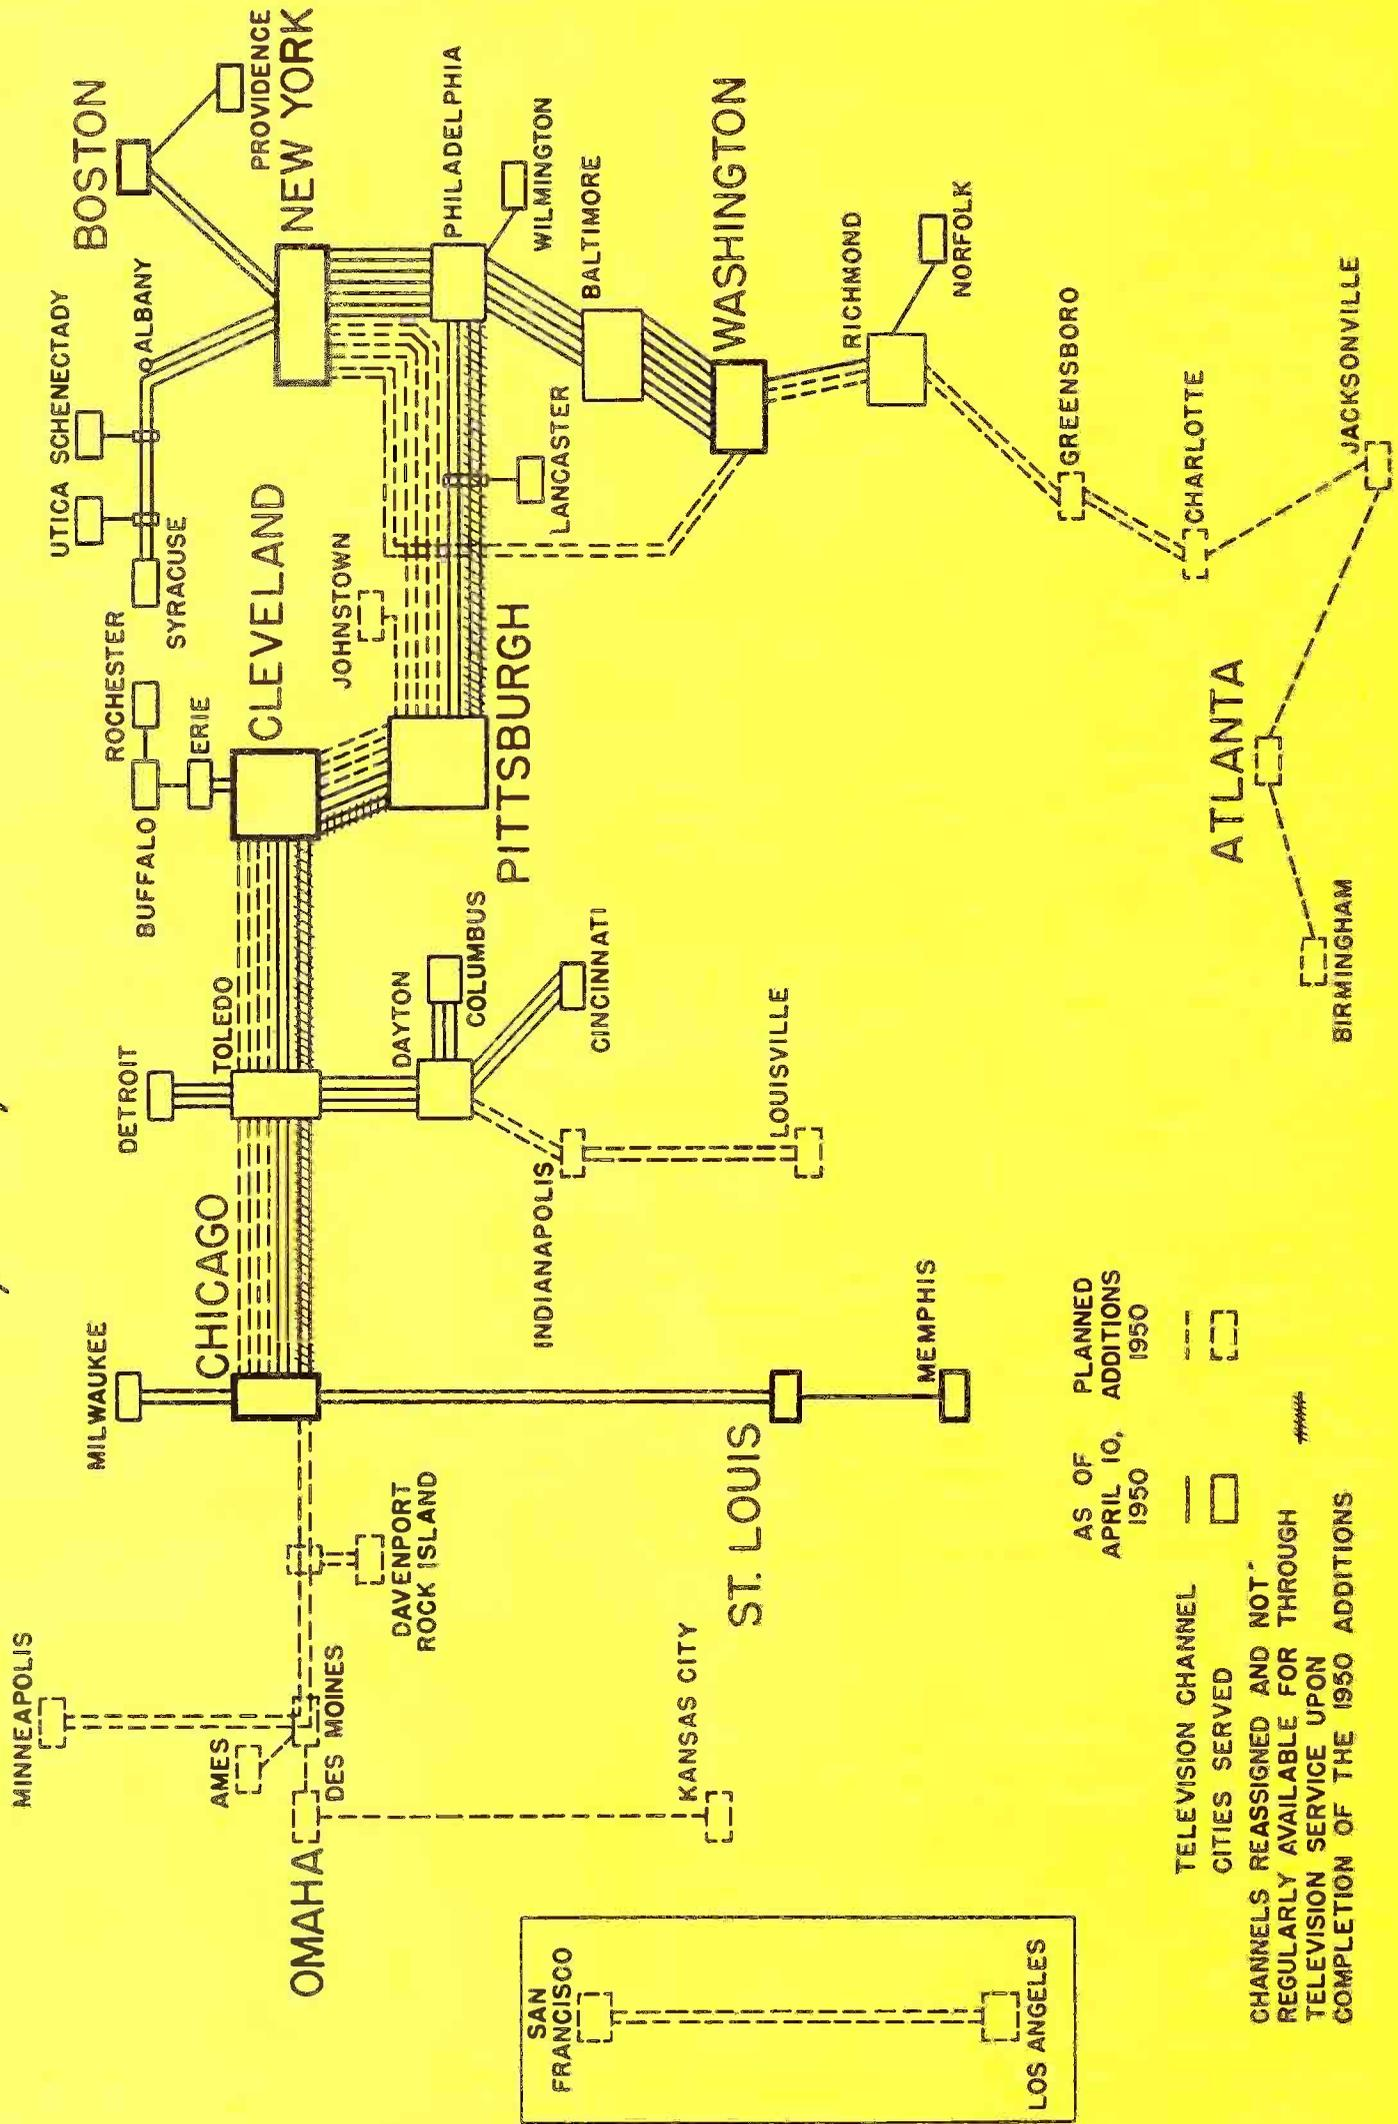 MINNEAPOLIS
AMES
OMAHA
DES MOINES
KANSAS CITY
DAVENPORT
ROCK ISLAND
MILWAUKEE
CHICAGO
ST. LOUIS
MEMPHIS
DETROIT
TOLEDO
DAYTON
COLUMBUS
CINCINNATI
INDIANAPOLIS
LOUISVILLE
BUFFALO
ROCHESTER
ERIE
CLEVELAND
PITTSBURGH
JOHNSTOWN
LANCASTER
UTICA
SCHENECTADY
SYRACUSE
ALBANY
BOSTON
PROVIDENCE
NEW YORK
PHILADELPHIA
WILMINGTON
BALTIMORE
WASHINGTON
RICHMOND
NORFOLK
GREENSBORO
CHARLOTTE
JACKSONVILLE
ATLANTA
BIRMINGHAM
SAN
FRANCISCO
LOS ANGELES
AS OF
APRIL 10,
1950
PLANNED
ADDITIONS
1950
TELEVISION CHANNEL
CITIES SERVED
CHANNELS REASSIGNED AND NOT
REGULARLY AVAILABLE FOR THROUGH
TELEVISION SERVICE UPON
COMPLETION OF THE 1950 ADDITIONS